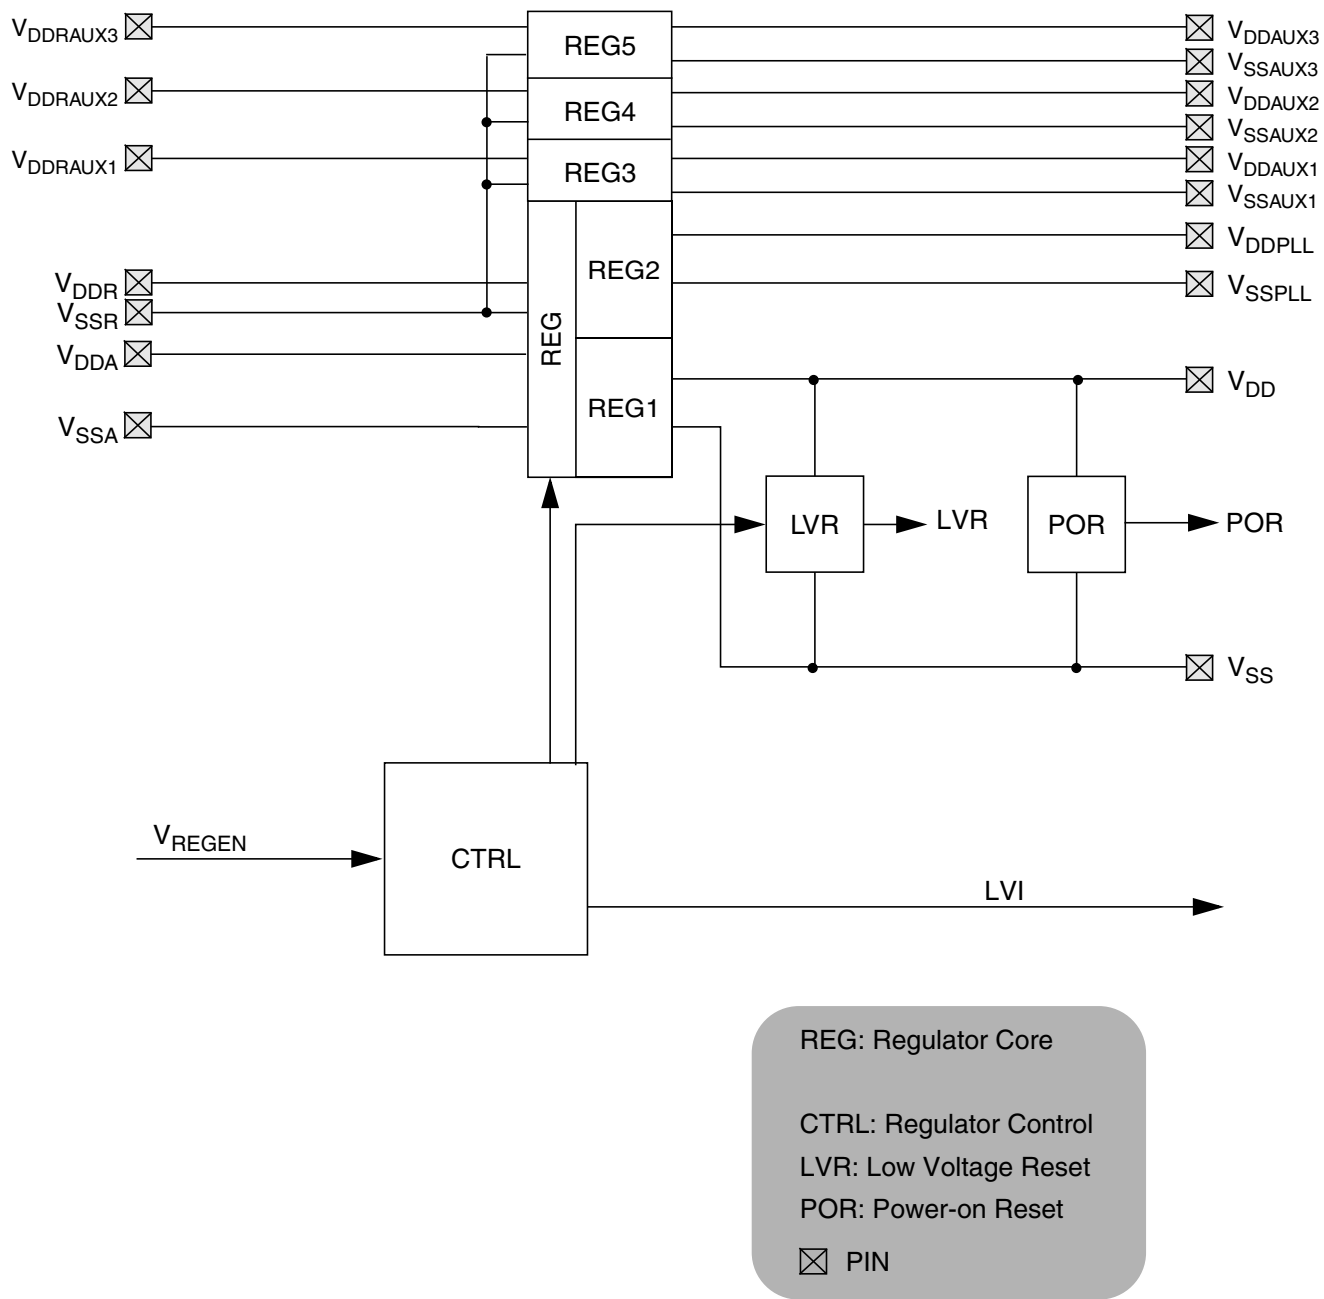 VDDRAUX3
REG5
VDDAUX3
VSSAUX3
VDDRAUX2
REG4
VDDAUX2
VSSAUX2
VDDRAUX1
REG3
VDDAUX1
VSSAUX1
VDDPLL
REG2
VDDR
VSSPLL
VSSR
REG
VDDA
VDD
REG1
VSSA
LVR
LVR
POR
POR
VSS
VREGEN
CTRL
LVI
REG: Regulator Core
CTRL: Regulator Control
LVR: Low Voltage Reset
POR: Power-on Reset
PIN